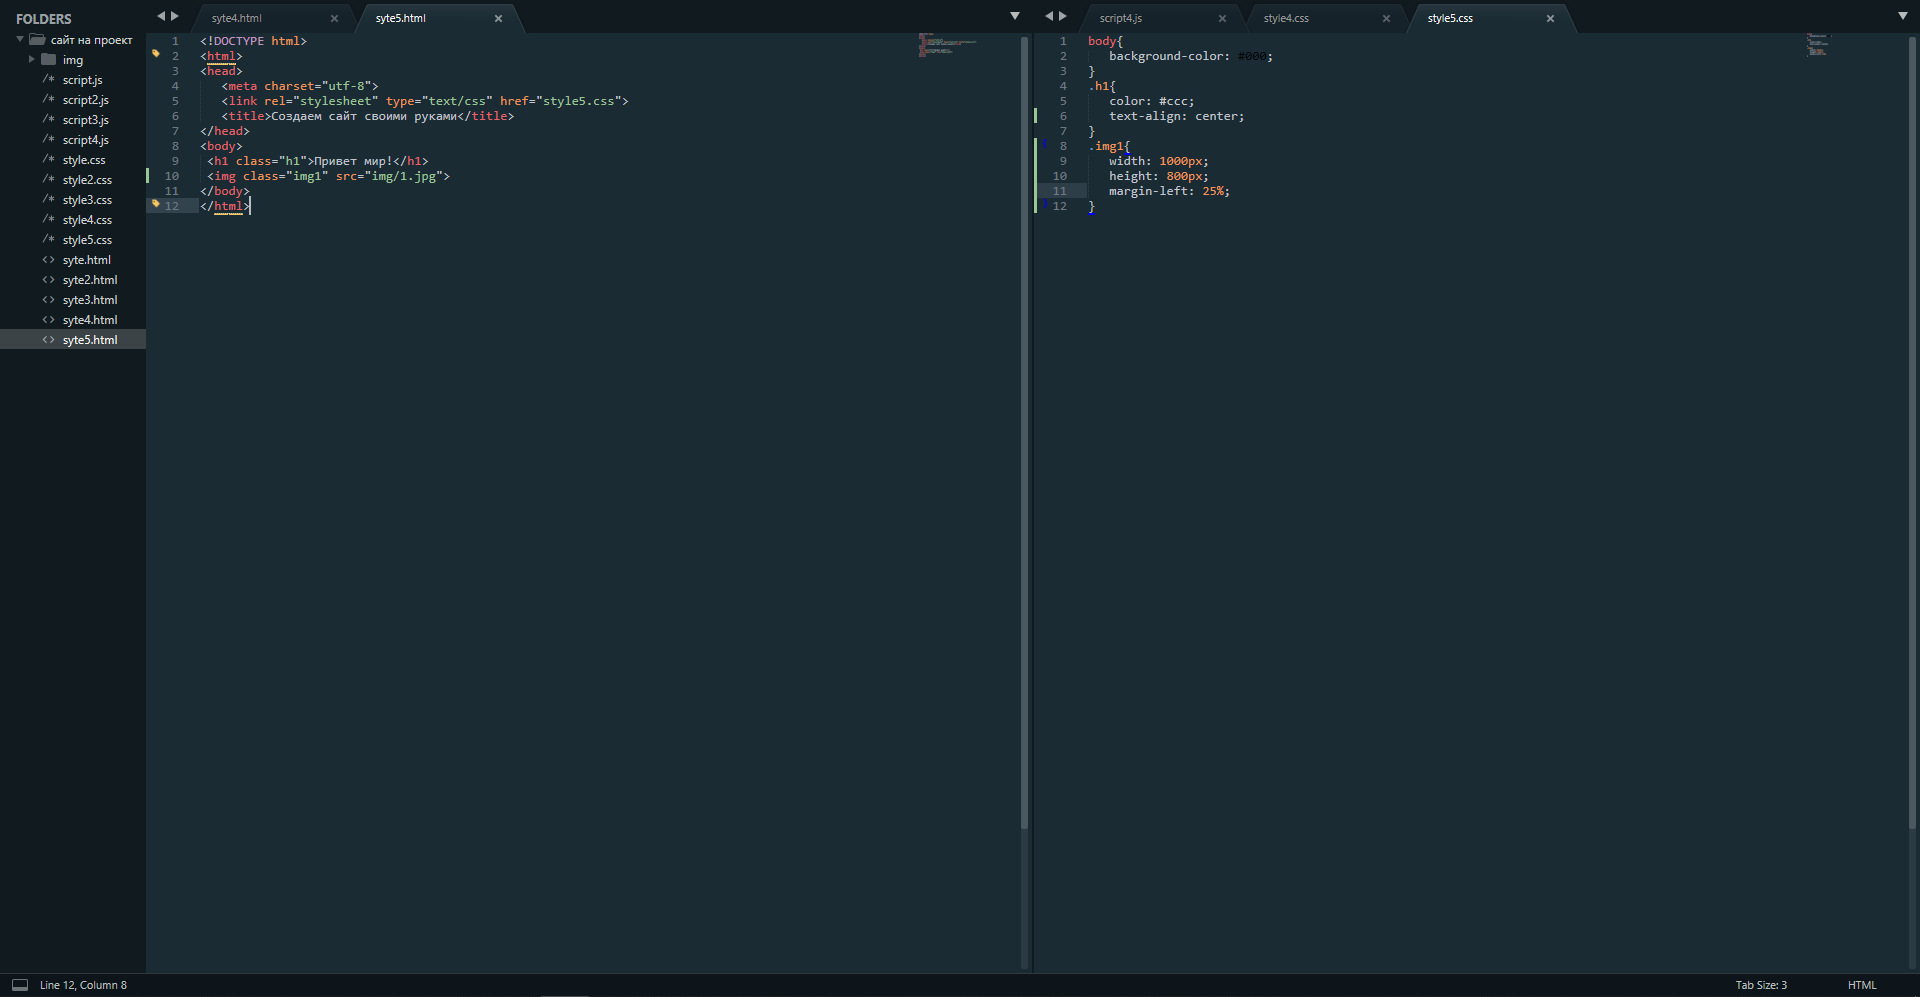 FOLDERS
сайт на проект
img
/* script.js
/* script2.js
/* script3.js
/* script4.js
/* style.css
/* style2.css
/* style3.css
/* style4.css
/* style5.css
<> syte.html
<> syte2.html
<> syte3.html
<> syte4.html
<> syte5.html
syte4.html × syte5.html ×
1 <!DOCTYPE html>
2 <html>
3 <head>
4 <meta charset="utf-8">
5 <link rel="stylesheet" type="text/css" href="style5.css">
6 <title>Создаем сайт своими руками</title>
7 </head>
8 <body>
9 <h1 class="h1">Привет мир!</h1>
10 <img class="img1" src="img/1.jpg">
11 </body>
12 </html>
script4.js × style4.css × style5.css ×
1 body{
2 background-color: #000;
3 }
4 .h1{
5 color: #ccc;
6 text-align: center;
7 }
8 .img1{
9 width: 1000px;
10 height: 800px;
11 margin-left: 25%;
12 }
Line 12, Column 8
Tab Size: 3
HTML